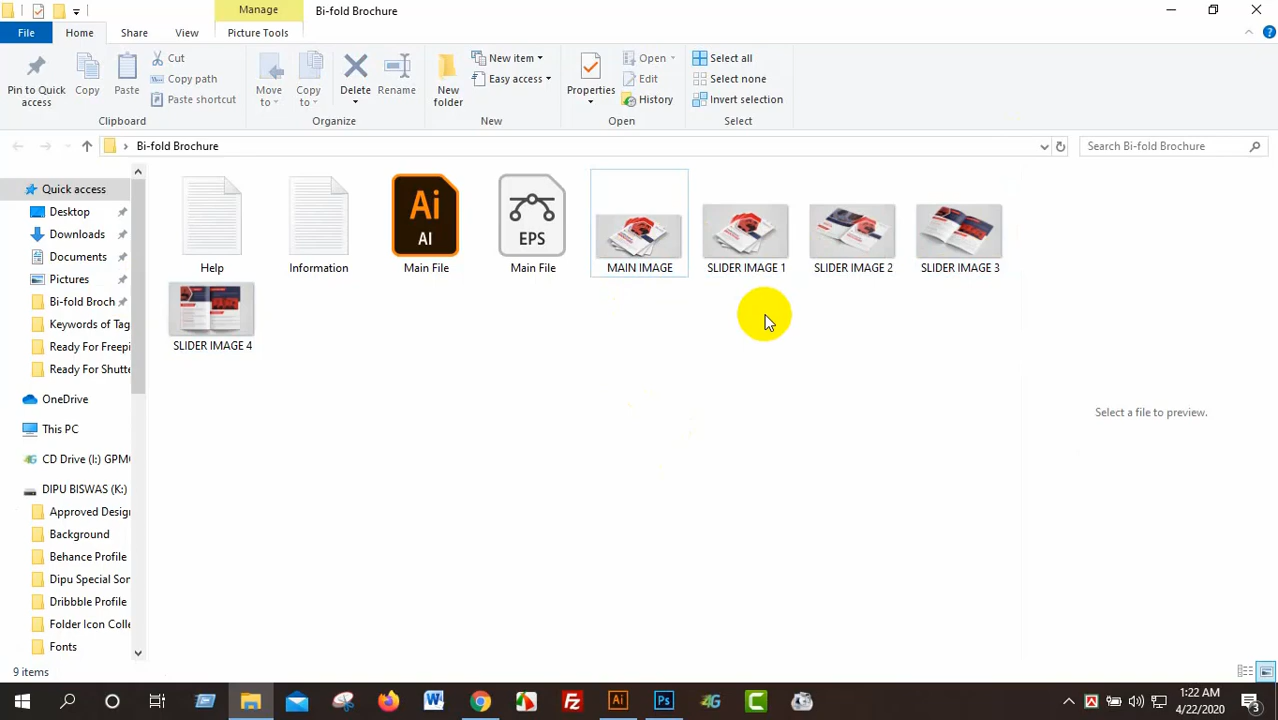 Manage
Bi-fold Brochure
File
Home
Share
View
Picture Tools
Pin to Quick access
Copy
Paste
Cut
Copy path
Paste shortcut
Clipboard
Move to
Copy to
Delete
Rename
Organize
New folder
New item
Easy access
New
Properties
Open
Edit
History
Open
Select all
Select none
Invert selection
Select
Bi-fold Brochure
Search Bi-fold Brochure
Quick access
Desktop
Downloads
Documents
Pictures
Bi-fold Broch
Keywords of Tag
Ready For Freepi
Ready For Shutte
OneDrive
This PC
CD Drive (I:) GPMC
DIPU BISWAS (K:)
Approved Desig
Background
Behance Profile
Dipu Special Son
Dribbble Profile
Folder Icon Colle
Fonts
Ai
AI
EPS
Help
Information
Main File
Main File
MAIN IMAGE
SLIDER IMAGE 1
SLIDER IMAGE 2
SLIDER IMAGE 3
SLIDER IMAGE 4
Select a file to preview.
9 items
Ai
Ps
4G
1:22 AM
4/22/2020
3